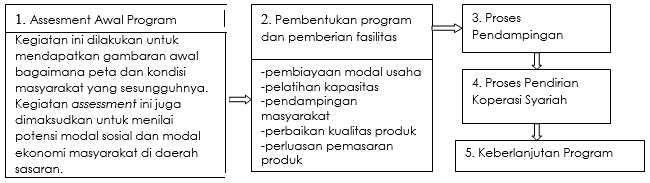 1. Assesment Awal Program
Kegiatan ini dilakukan untuk
mendapatkan gambaran awal
bagaimana peta dan kondisi
masyarakat yang sesungguhnya.
Kegiatan assessment ini juga
dimaksudkan untuk menilai
potensi modal sosial dan modal
ekonomi masyarakat di daerah
sasaran.
2. Pembentukan program
dan pemberian fasilitas
-pembiayaan modal usaha
-pelatihan kapasitas
-pendampingan
masyarakat
-perbaikan kualitas produk
-perluasan pemasaran
produk
3. Proses
Pendampingan
4. Proses Pendirian
Koperasi Syariah
5. Keberlanjutan Program